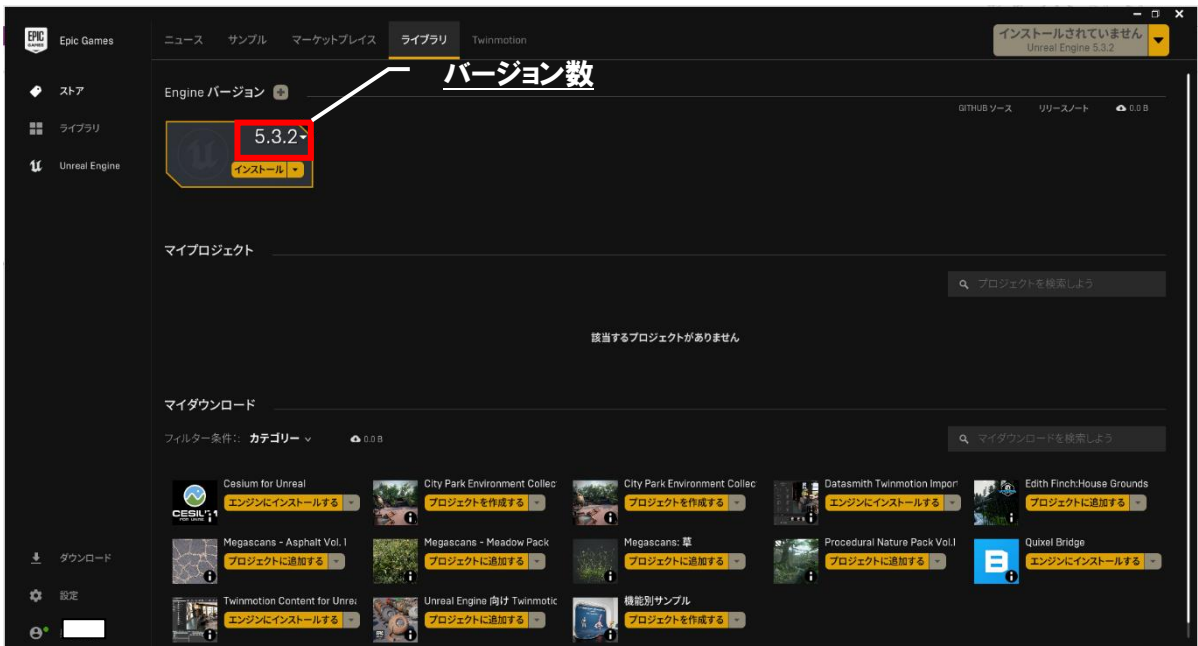 EPIC GAMES
Epic Games
ニュース
サンプル
マーケットプレイス
ライブラリ
Twinmotion
インストールされていません
Unreal Engine 5.3.2
ストア
ライブラリ
Unreal Engine
バージョン数
Engine バージョン
GITHUB ソース
リリースノート
0.0 B
5.3.2
インストール
マイプロジェクト
プロジェクトを検索しよう
該当するプロジェクトがありません
マイダウンロード
フィルター条件:: カテゴリー
0.0 B
マイダウンロードを検索しよう
Cesium for Unreal
エンジンにインストールする
City Park Environment Collec
プロジェクトを作成する
City Park Environment Collec
プロジェクトを作成する
Datasmith Twinmotion Import
エンジンにインストールする
Edith Finch:House Grounds
プロジェクトに追加する
Megascans - Asphalt Vol. 1
プロジェクトに追加する
Megascans - Meadow Pack
プロジェクトに追加する
Megascans: 草
プロジェクトに追加する
Procedural Nature Pack Vol.1
プロジェクトに追加する
Quixel Bridge
エンジンにインストールする
Twinmotion Content for Unrea
エンジンにインストールする
Unreal Engine 向け Twinmotic
プロジェクトに追加する
機能別サンプル
プロジェクトを作成する
ダウンロード
設定